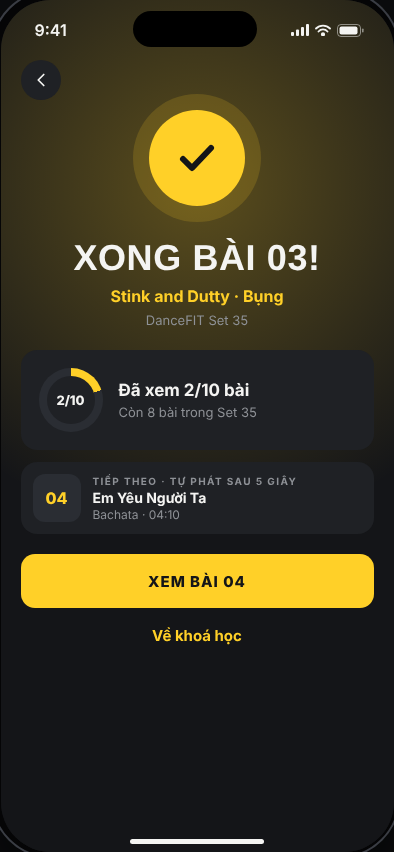 9:41
XONG BÀI 03!
Stink and Dutty · Bụng
DanceFIT Set 35
2/10
Đã xem 2/10 bài
Còn 8 bài trong Set 35
04
TIẾP THEO · TỰ PHÁT SAU 5 GIÂY
Em Yêu Người Ta
Bachata · 04:10
XEM BÀI 04
Về khoá học